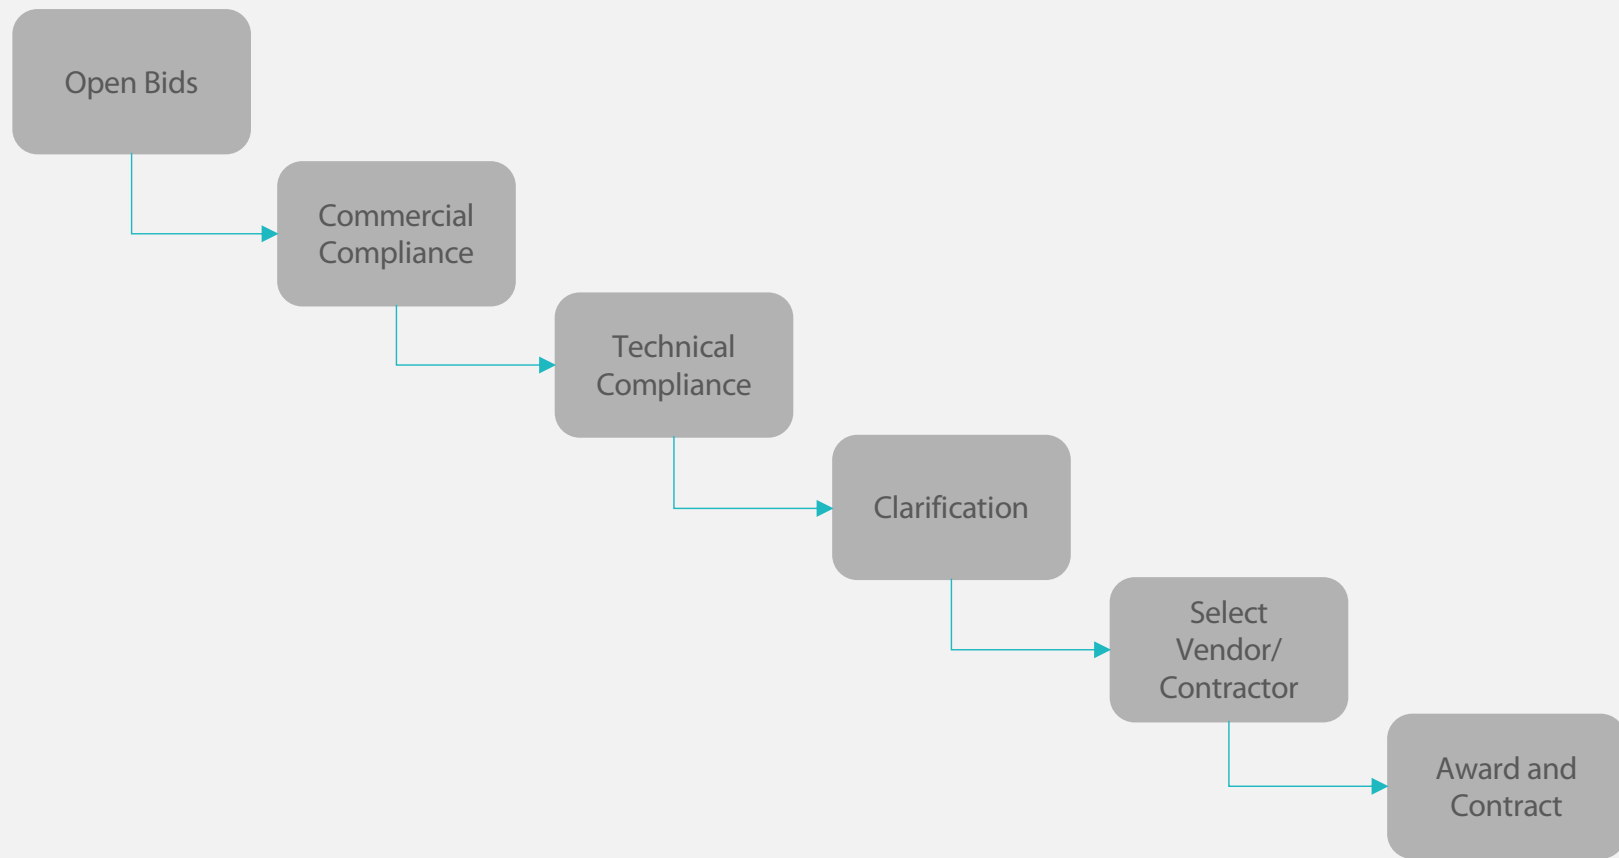 Open Bids
Commercial
Compliance
Technical
Compliance
Clarification
Select
Vendor/
Contractor
Award and
Contract